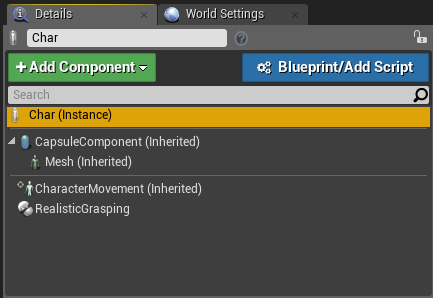 Details
World Settings
Char
+ Add Component
Blueprint/Add Script
Search
Char (Instance)
CapsuleComponent (Inherited)
Mesh (Inherited)
CharacterMovement (Inherited)
RealisticGrasping